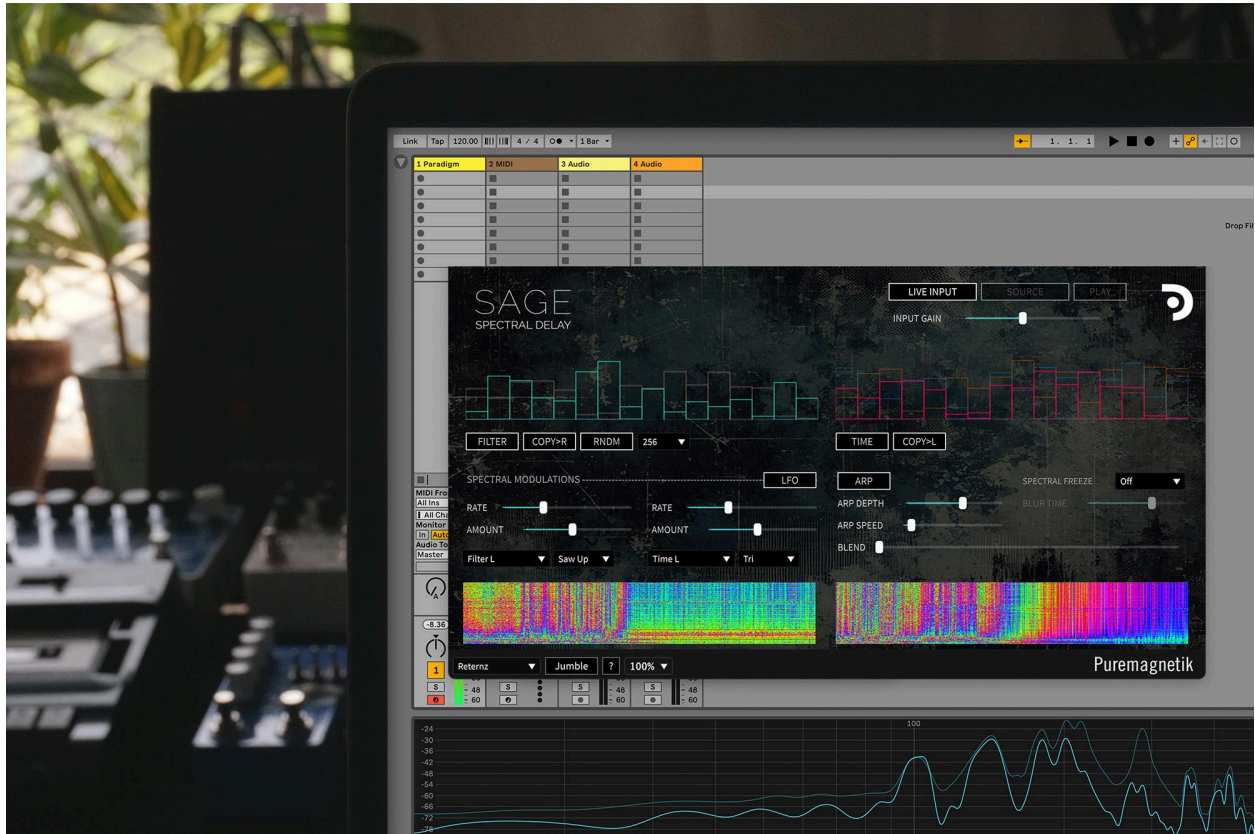 Link Tap 120.00 4 / 4 1 Bar 1. 1. 1
1 Paradigm 2 MIDI 3 Audio 4 Audio
Drop Fil
SAGE
SPECTRAL DELAY
LIVE INPUT SOURCE PLAY
INPUT GAIN
FILTER COPY>R RNDM 256
TIME COPY>L
SPECTRAL MODULATIONS LFO
RATE RATE
AMOUNT AMOUNT
Filter L Saw Up Time L Tri
ARP SPECTRAL FREEZE Off
ARP DEPTH BLUR TIME
ARP SPEED
BLEND
MIDI Fro
All Ins
All Cha
Monitor
In Auto
Audio To
Master
A
-8.36
1
S S S S
48 48 48
60 60 60
Reternz Jumble ? 100%
Puremagnetik
100
-24
-30
-36
-42
-48
-54
-60
-66
-72
-78